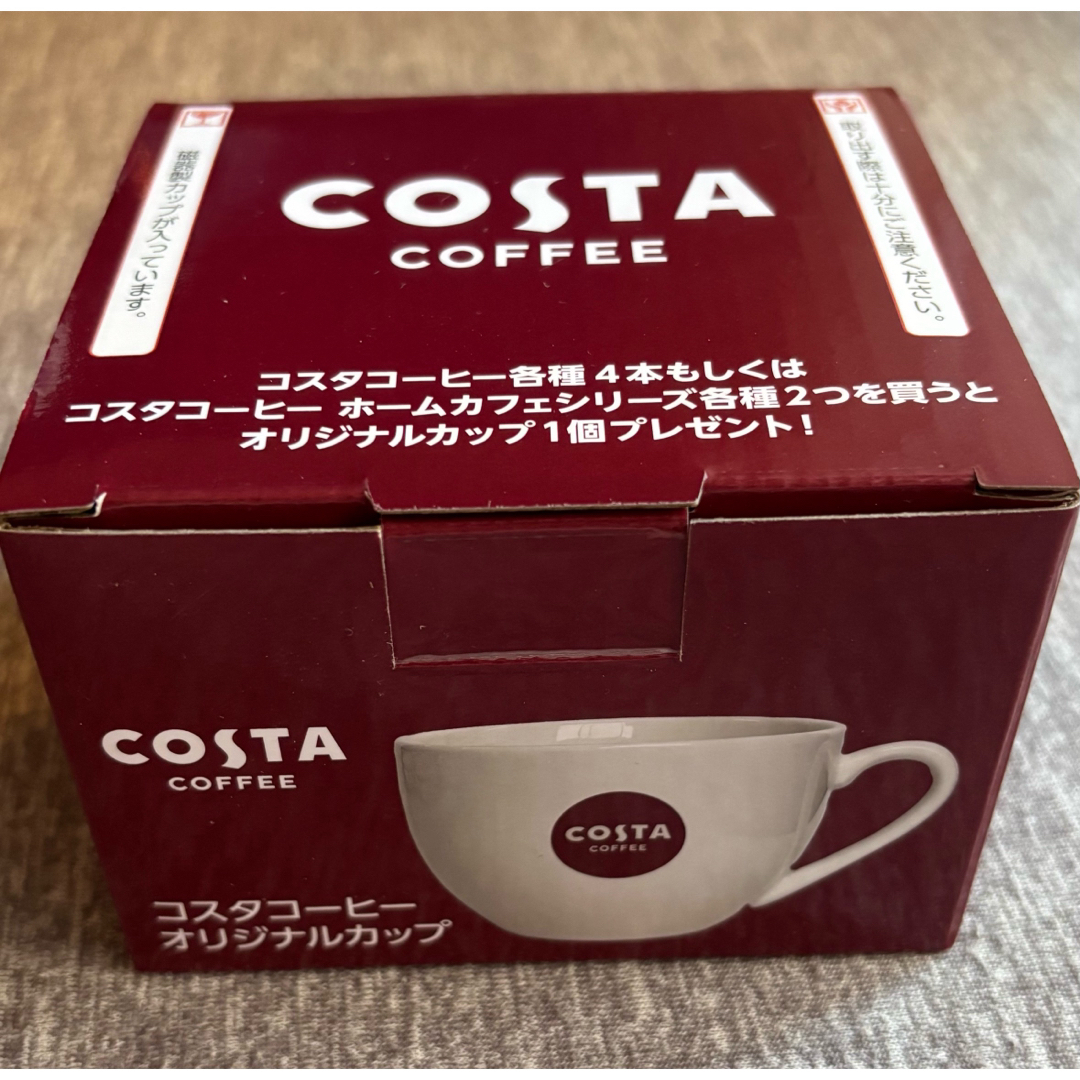 磁器製カップが入っています。
取り出す際は十分にご注意ください。
COSTA
COFFEE
コスタコーヒー各種4本もしくは
コスタコーヒー ホームカフェシリーズ各種2つを買うと
オリジナルカップ1個プレゼント!
COSTA
COFFEE
COSTA
COFFEE
コスタコーヒー
オリジナルカップ